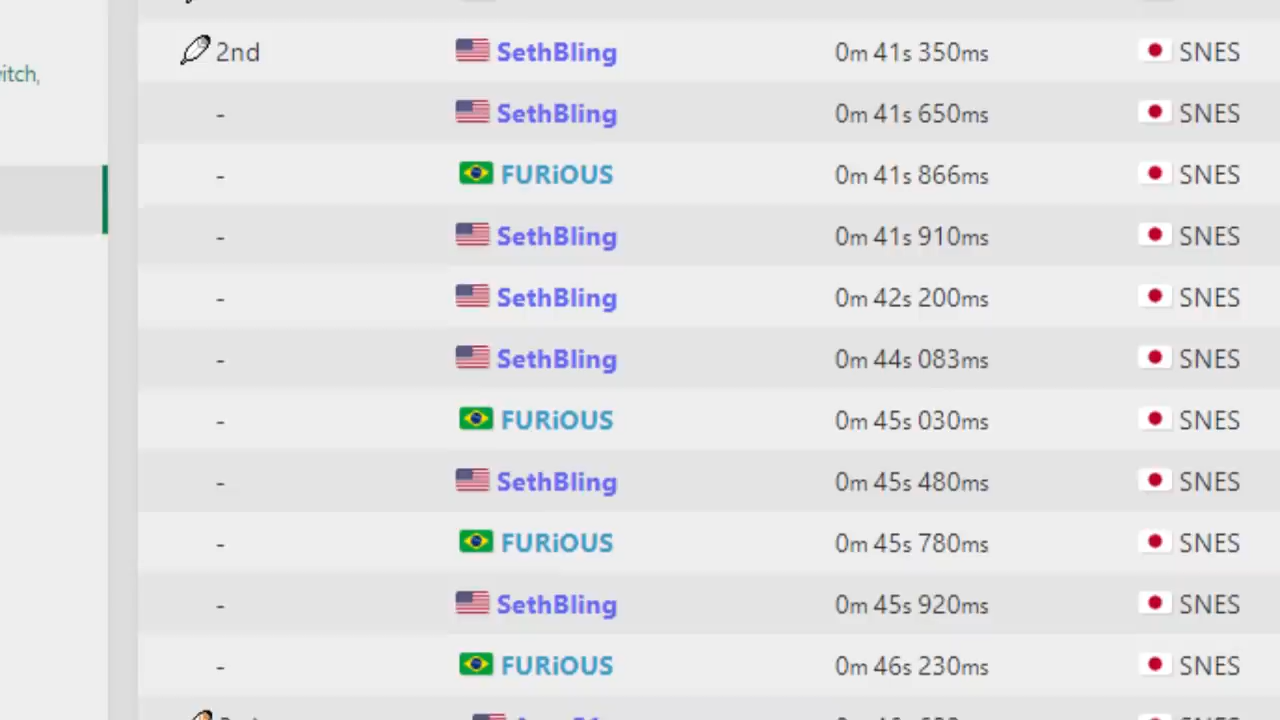 2nd SethBling 0m 41s 350ms SNES
itch,
- SethBling 0m 41s 650ms SNES
- FURiOUS 0m 41s 866ms SNES
- SethBling 0m 41s 910ms SNES
- SethBling 0m 42s 200ms SNES
- SethBling 0m 44s 083ms SNES
- FURiOUS 0m 45s 030ms SNES
- SethBling 0m 45s 480ms SNES
- FURiOUS 0m 45s 780ms SNES
- SethBling 0m 45s 920ms SNES
- FURiOUS 0m 46s 230ms SNES